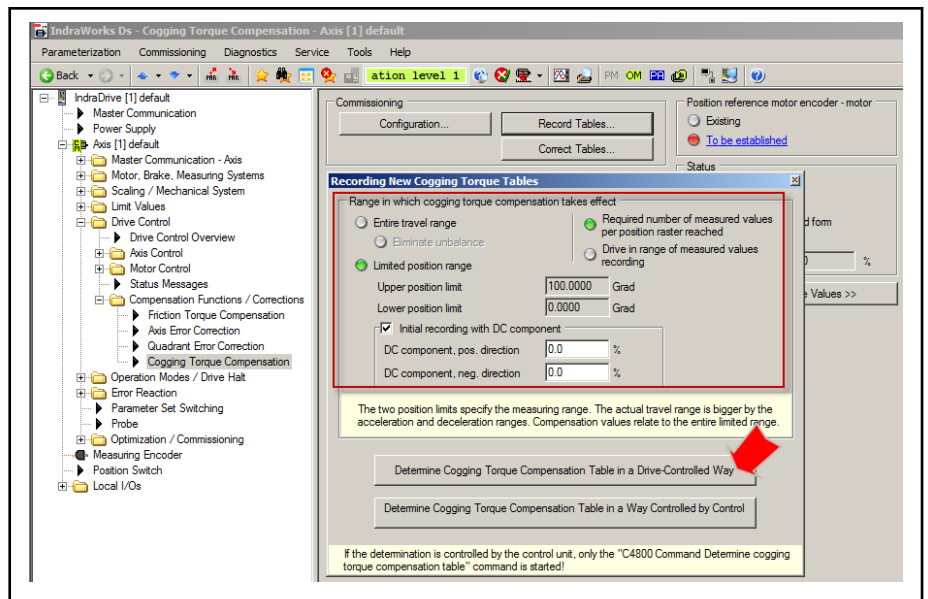 IndraWorks Ds - Cogging Torque Compensation - Axis [1] default
Parameterization Commissioning Diagnostics Service Tools Help
Back PAR. PAR. ation level 1 PM OM
IndraDrive [1] default
Master Communication
Power Supply
Axis [1] default
Master Communication - Axis
Motor, Brake, Measuring Systems
Scaling / Mechanical System
Limit Values
Drive Control
Drive Control Overview
Axis Control
Motor Control
Status Messages
Compensation Functions / Corrections
Friction Torque Compensation
Axis Error Correction
Quadrant Error Correction
Cogging Torque Compensation
Operation Modes / Drive Halt
Error Reaction
Parameter Set Switching
Probe
Optimization / Commissioning
Measuring Encoder
Position Switch
Local I/Os
Commissioning
Configuration...
Record Tables...
Correct Tables...
Position reference motor encoder - motor
Existing
To be established
Status
d form
%
Values >>
Recording New Cogging Torque Tables
Range in which cogging torque compensation takes effect
Entire travel range
Eliminate unbalance
Limited position range
Required number of measured values
per position raster reached
Drive in range of measured values
recording
Upper position limit 100.0000 Grad
Lower position limit 0.0000 Grad
Initial recording with DC component
DC component, pos. direction 0.0 %
DC component, neg. direction 0.0 %
The two position limits specify the measuring range. The actual travel range is bigger by the
acceleration and deceleration ranges. Compensation values relate to the entire limited range.
Determine Cogging Torque Compensation Table in a Drive-Controlled Way
Determine Cogging Torque Compensation Table in a Way Controlled by Control
If the determination is controlled by the control unit, only the "C4800 Command Determine cogging
torque compensation table" command is started!